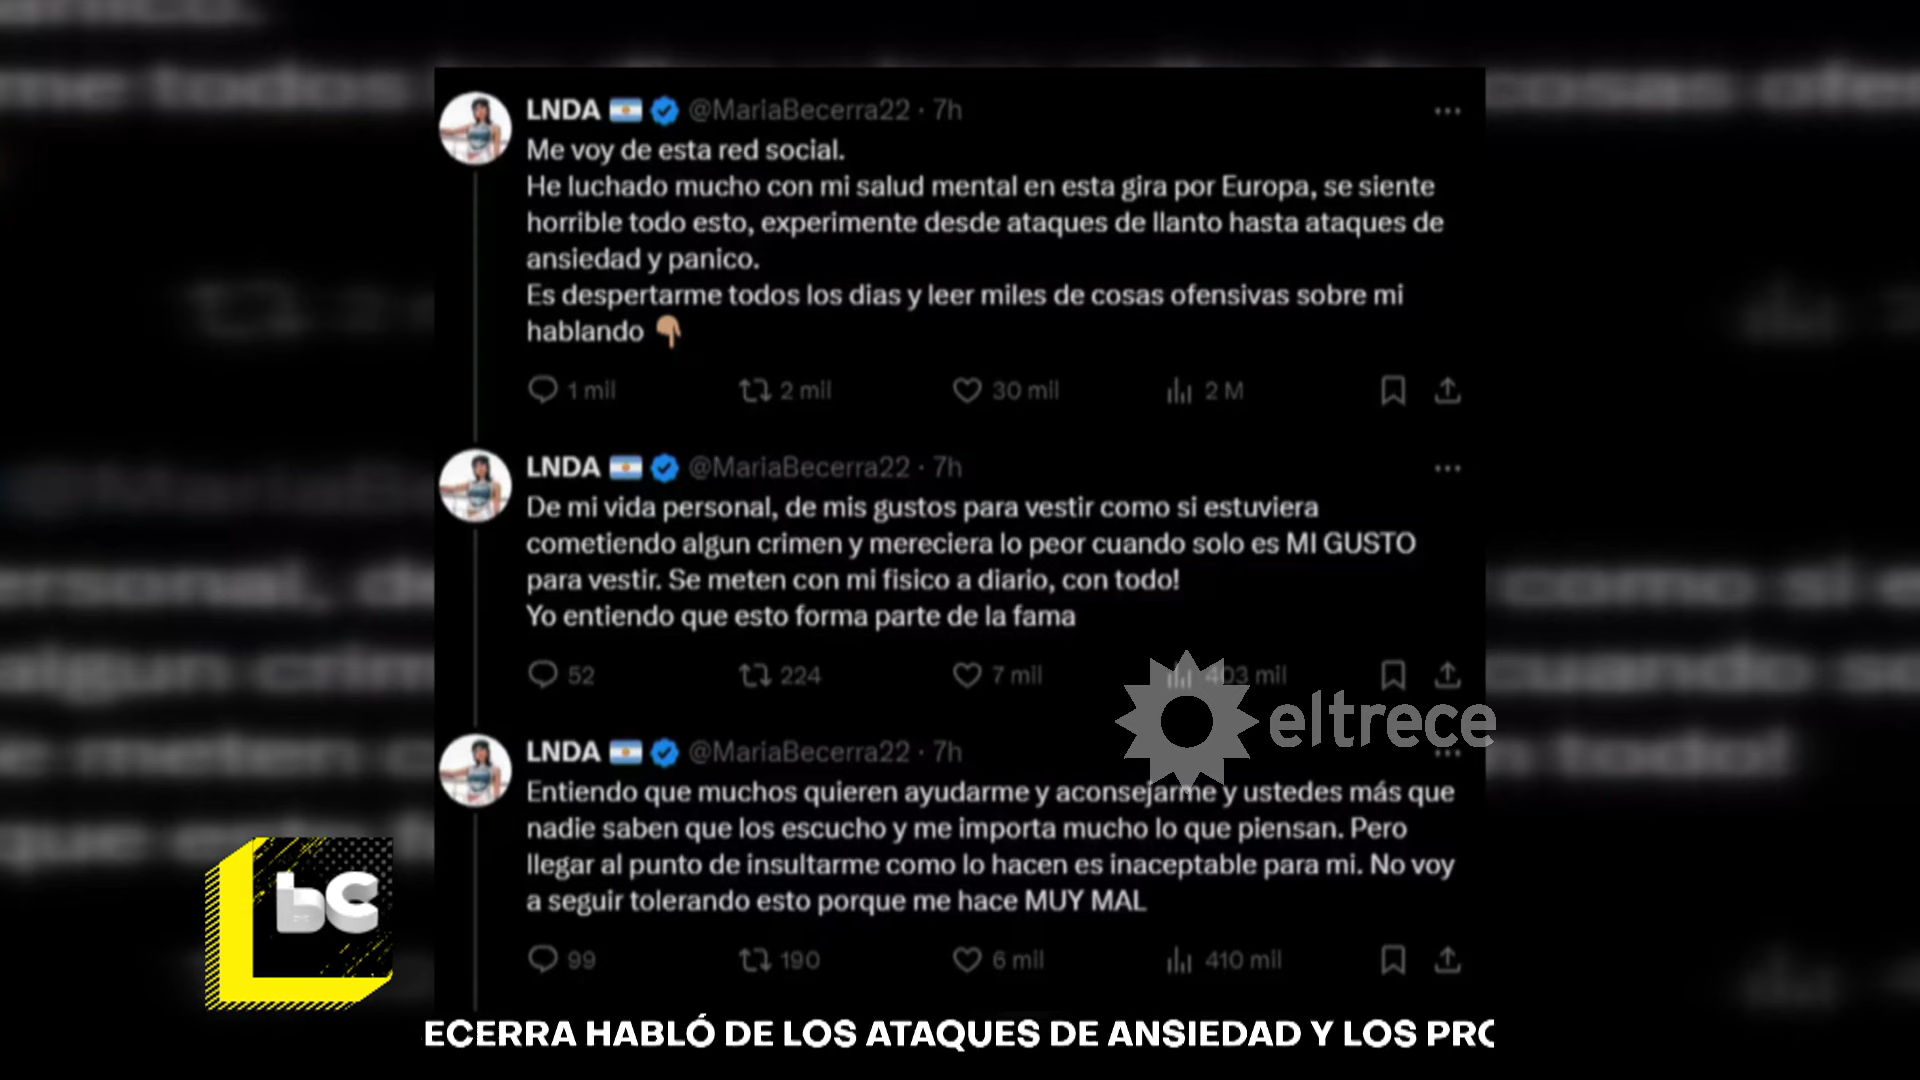 LNDA @MariaBecerra22 · 7h
Me voy de esta red social.
He luchado mucho con mi salud mental en esta gira por Europa, se siente
horrible todo esto, experimente desde ataques de llanto hasta ataques de
ansiedad y panico.
Es despertarme todos los dias y leer miles de cosas ofensivas sobre mi
hablando
1 mil 2 mil 30 mil 2 M
LNDA @MariaBecerra22 · 7h
De mi vida personal, de mis gustos para vestir como si estuviera
cometiendo algun crimen y mereciera lo peor cuando solo es MI GUSTO
para vestir. Se meten con mi fisico a diario, con todo!
Yo entiendo que esto forma parte de la fama
52 224 7 mil 403 mil
eltrece
LNDA @MariaBecerra22 · 7h
Entiendo que muchos quieren ayudarme y aconsejarme y ustedes más que
nadie saben que los escucho y me importa mucho lo que piensan. Pero
llegar al punto de insultarme como lo hacen es inaceptable para mi. No voy
a seguir tolerando esto porque me hace MUY MAL
99 190 6 mil 410 mil
bc
ECERRA HABLÓ DE LOS ATAQUES DE ANSIEDAD Y LOS PRO